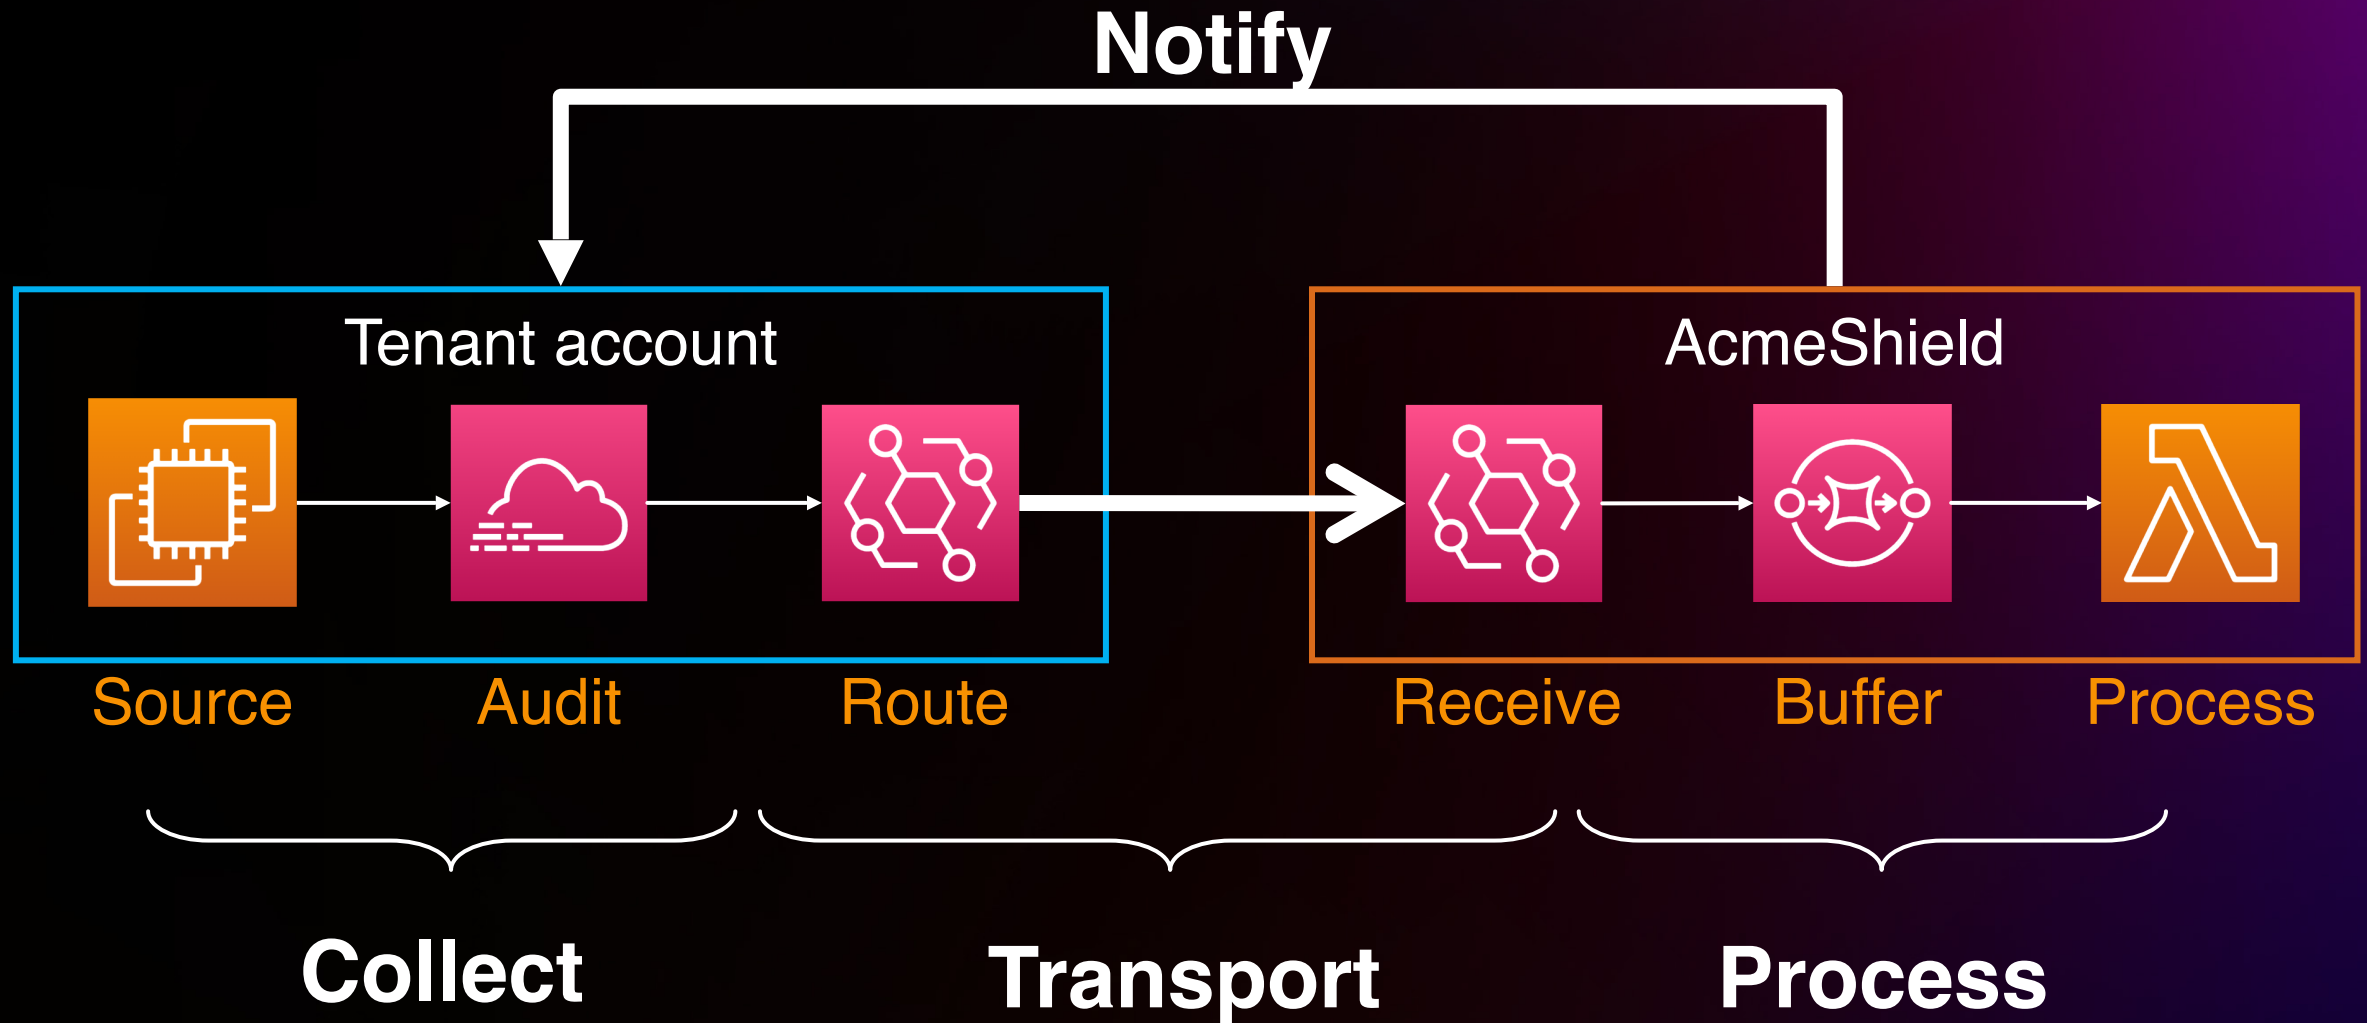 Notify
Tenant account
AcmeShield
Source
Audit
Route
Receive
Buffer
Process
Collect
Transport
Process